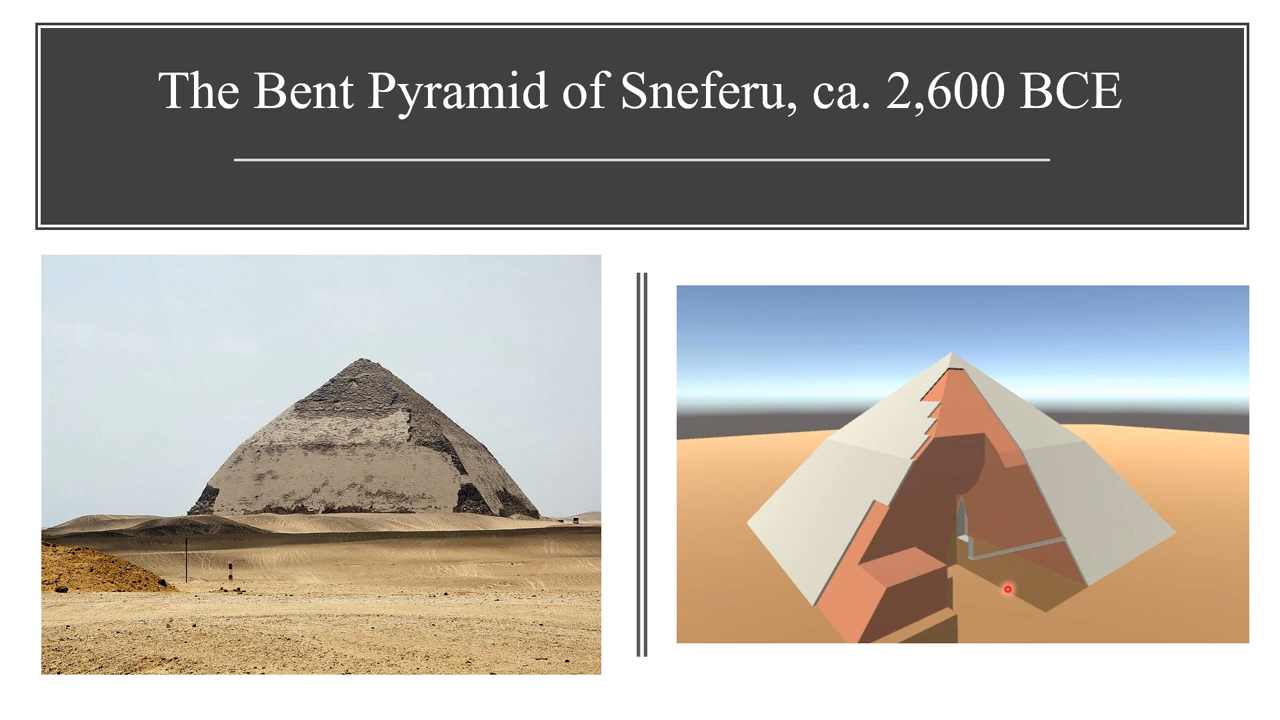 The Bent Pyramid of Sneferu, ca. 2,600 BCE